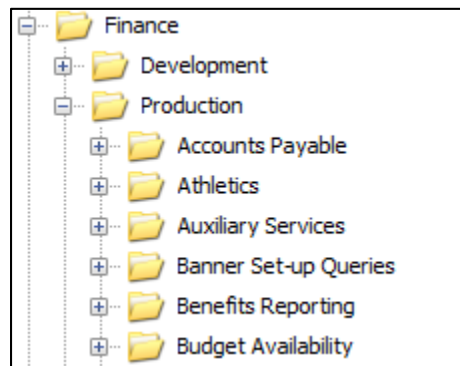 Finance
Development
Production
Accounts Payable
Athletics
Auxiliary Services
Banner Set-up Queries
Benefits Reporting
Budget Availability